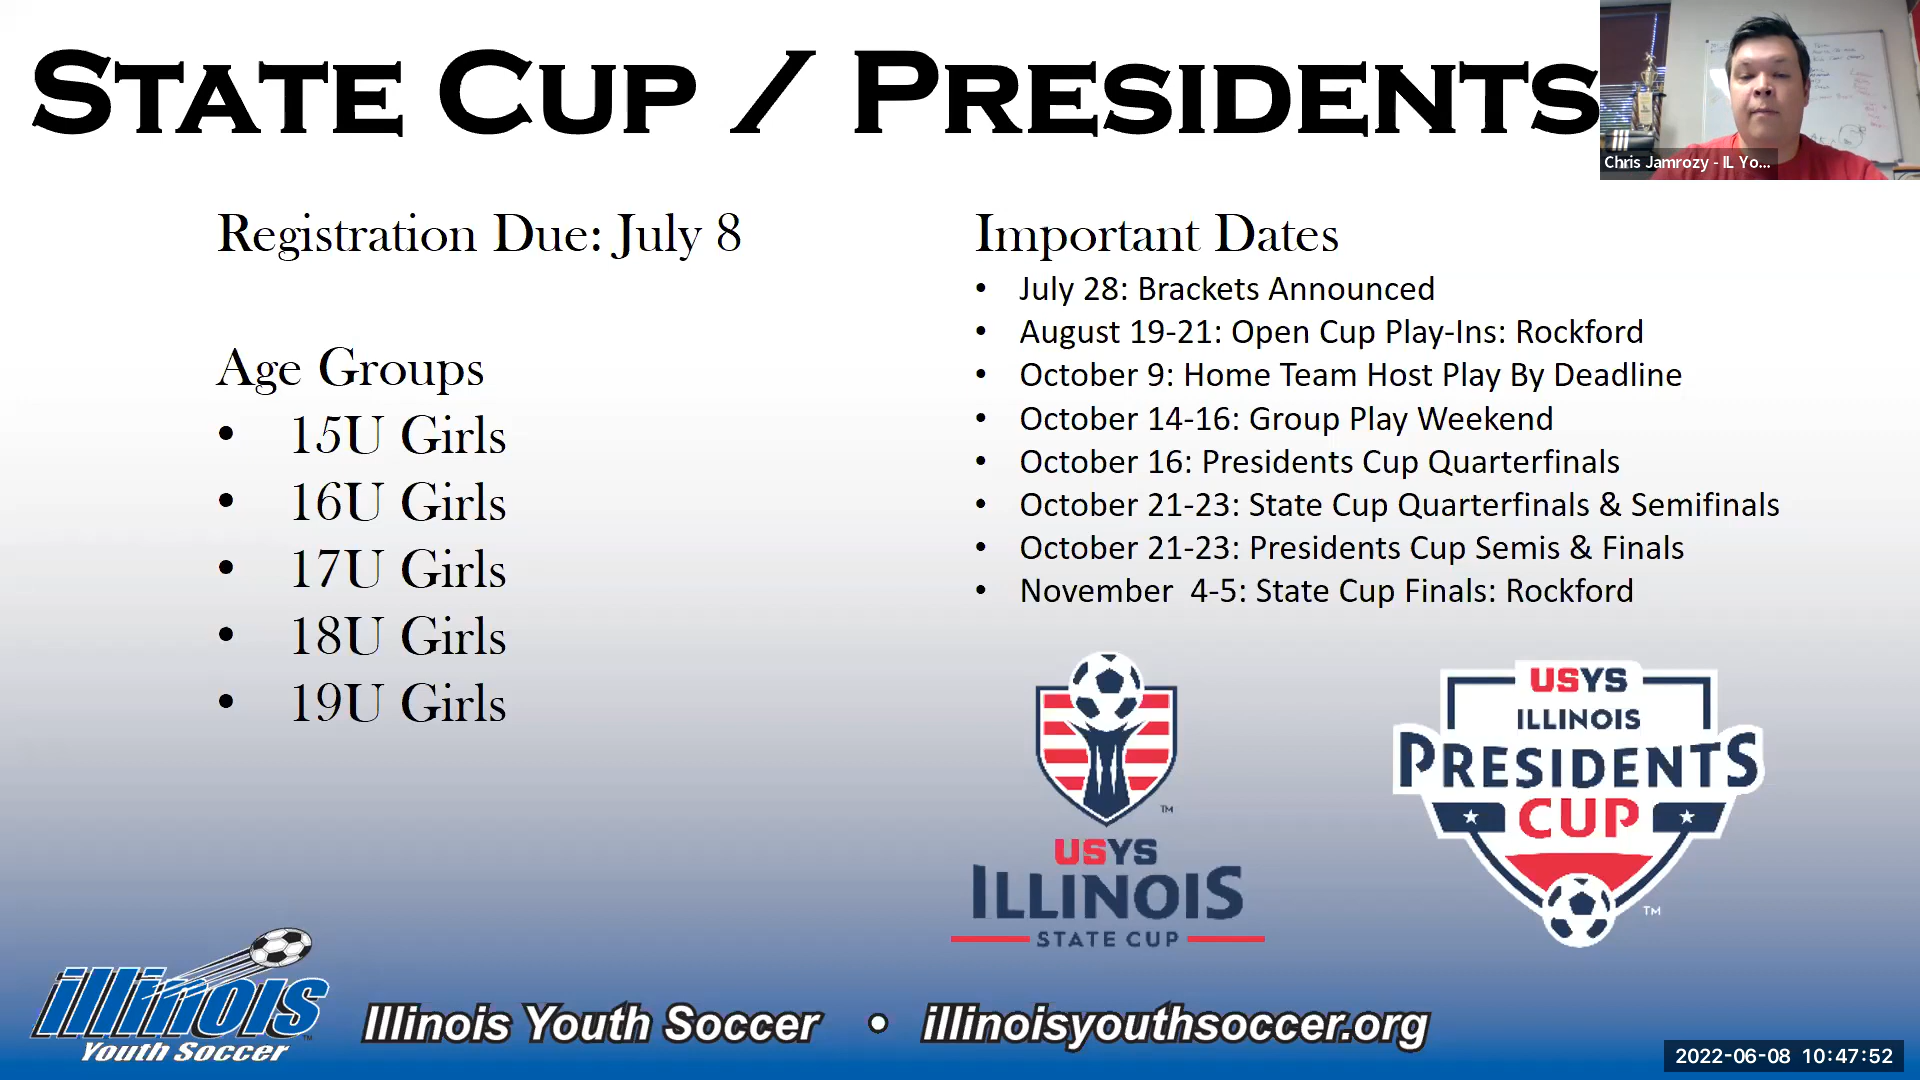 STATE CUP / PRESIDENTS
Chris Jamrozy - IL Yo...
Registration Due: July 8
Age Groups
• 15U Girls
• 16U Girls
• 17U Girls
• 18U Girls
• 19U Girls
Important Dates
• July 28: Brackets Announced
• August 19-21: Open Cup Play-Ins: Rockford
• October 9: Home Team Host Play By Deadline
• October 14-16: Group Play Weekend
• October 16: Presidents Cup Quarterfinals
• October 21-23: State Cup Quarterfinals & Semifinals
• October 21-23: Presidents Cup Semis & Finals
• November 4-5: State Cup Finals: Rockford
TM
USYS
ILLINOIS
STATE CUP
USYS
ILLINOIS
PRESIDENTS
CUP
TM
illinois
Youth Soccer
Illinois Youth Soccer • illinoisyouthsoccer.org
2022-06-08 10:47:52